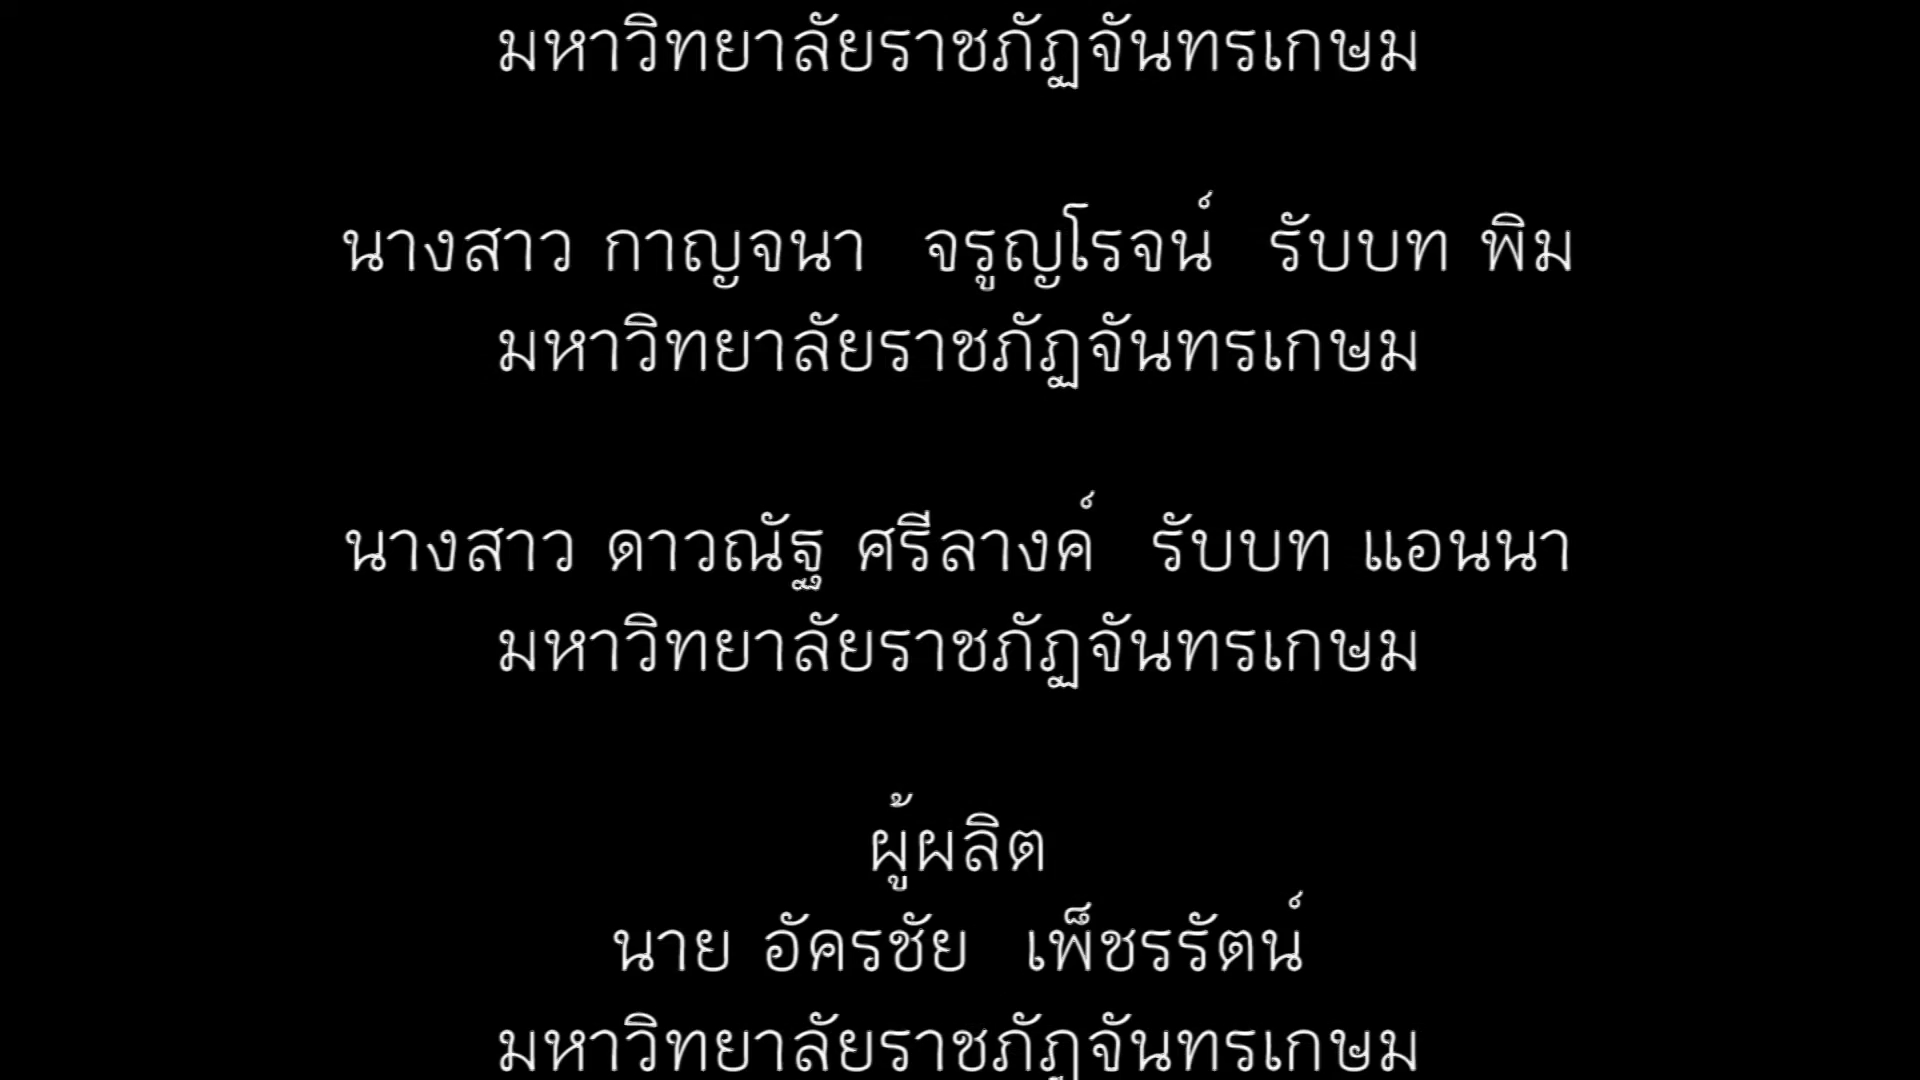 มหาวิทยาลัยราชภัฏจันทรเกษม
นางสาว กาญจนา จรูญโรจน์ รับบท พิม
มหาวิทยาลัยราชภัฏจันทรเกษม
นางสาว ดาวณัฐ ศรีลางค์ รับบท แอนนา
มหาวิทยาลัยราชภัฏจันทรเกษม
ผู้ผลิต
นาย อัครชัย เพ็ชรรัตน์
มหาวิทยาลัยราชภัฏจันทรเกษม